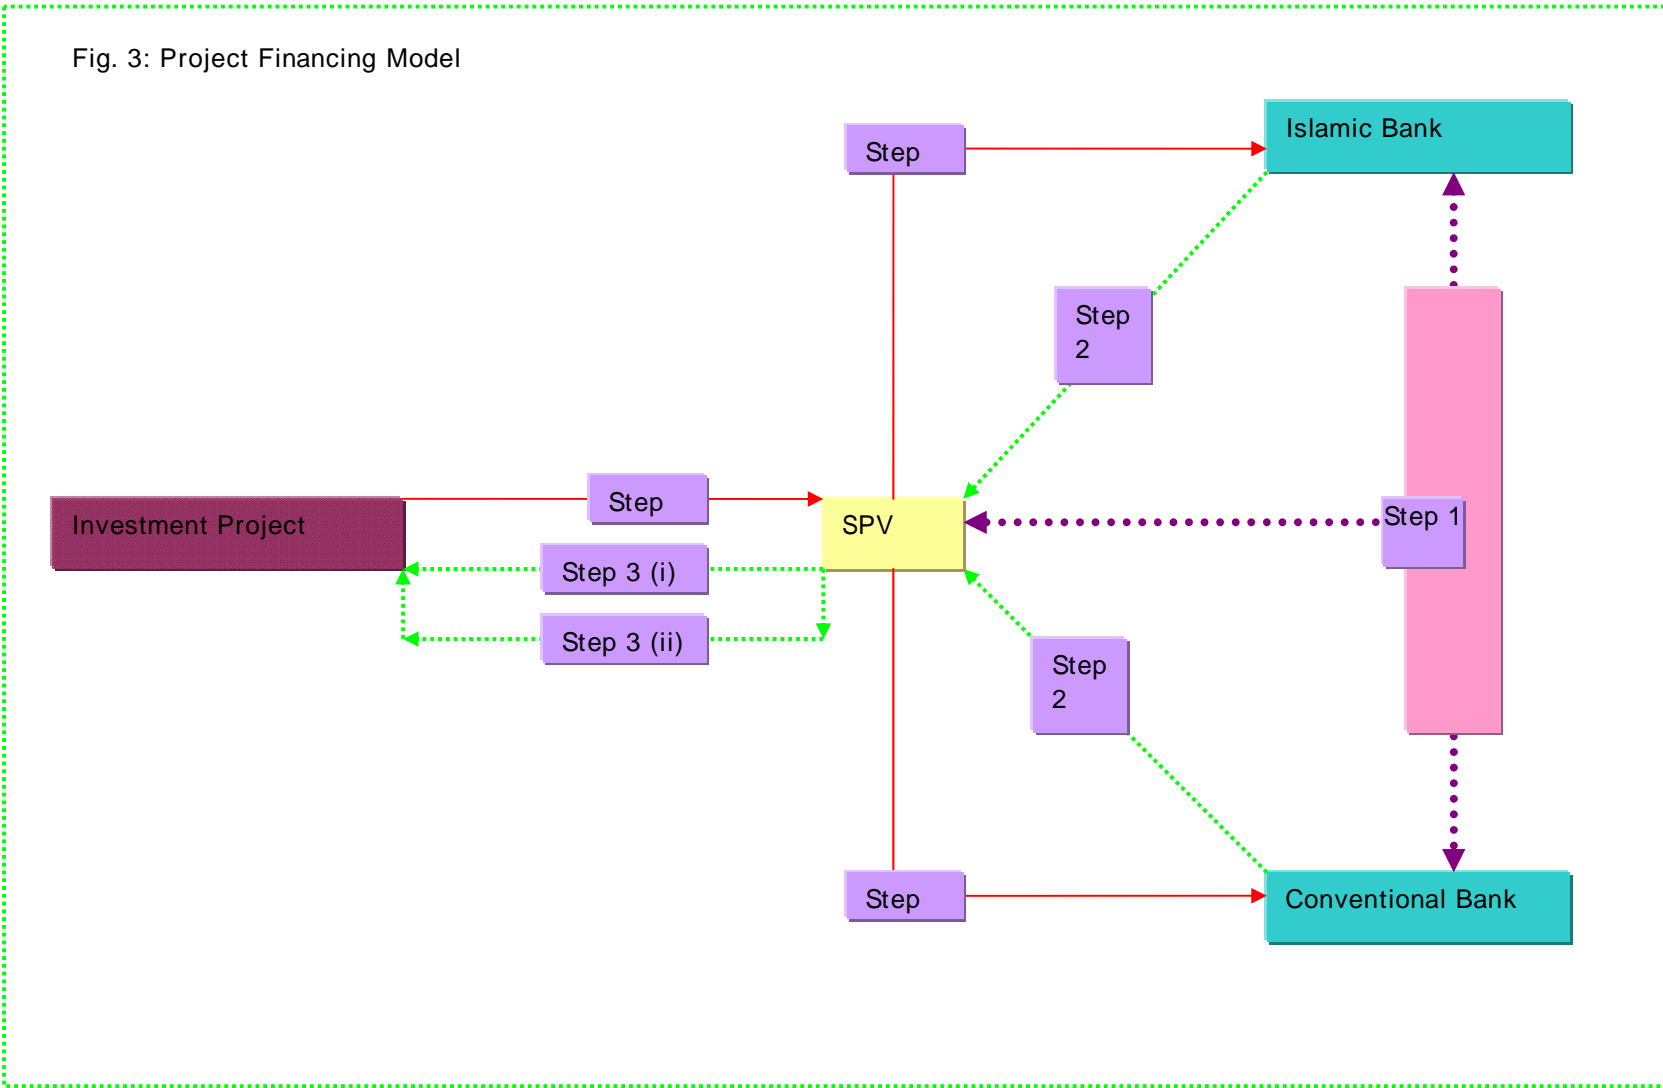 Fig. 3: Project Financing Model
Islamic Bank
Step
Step
2
Step
Investment Project
SPV
Step 1
Step 3 (i)
Step 3 (ii)
Step
2
Step
Conventional Bank